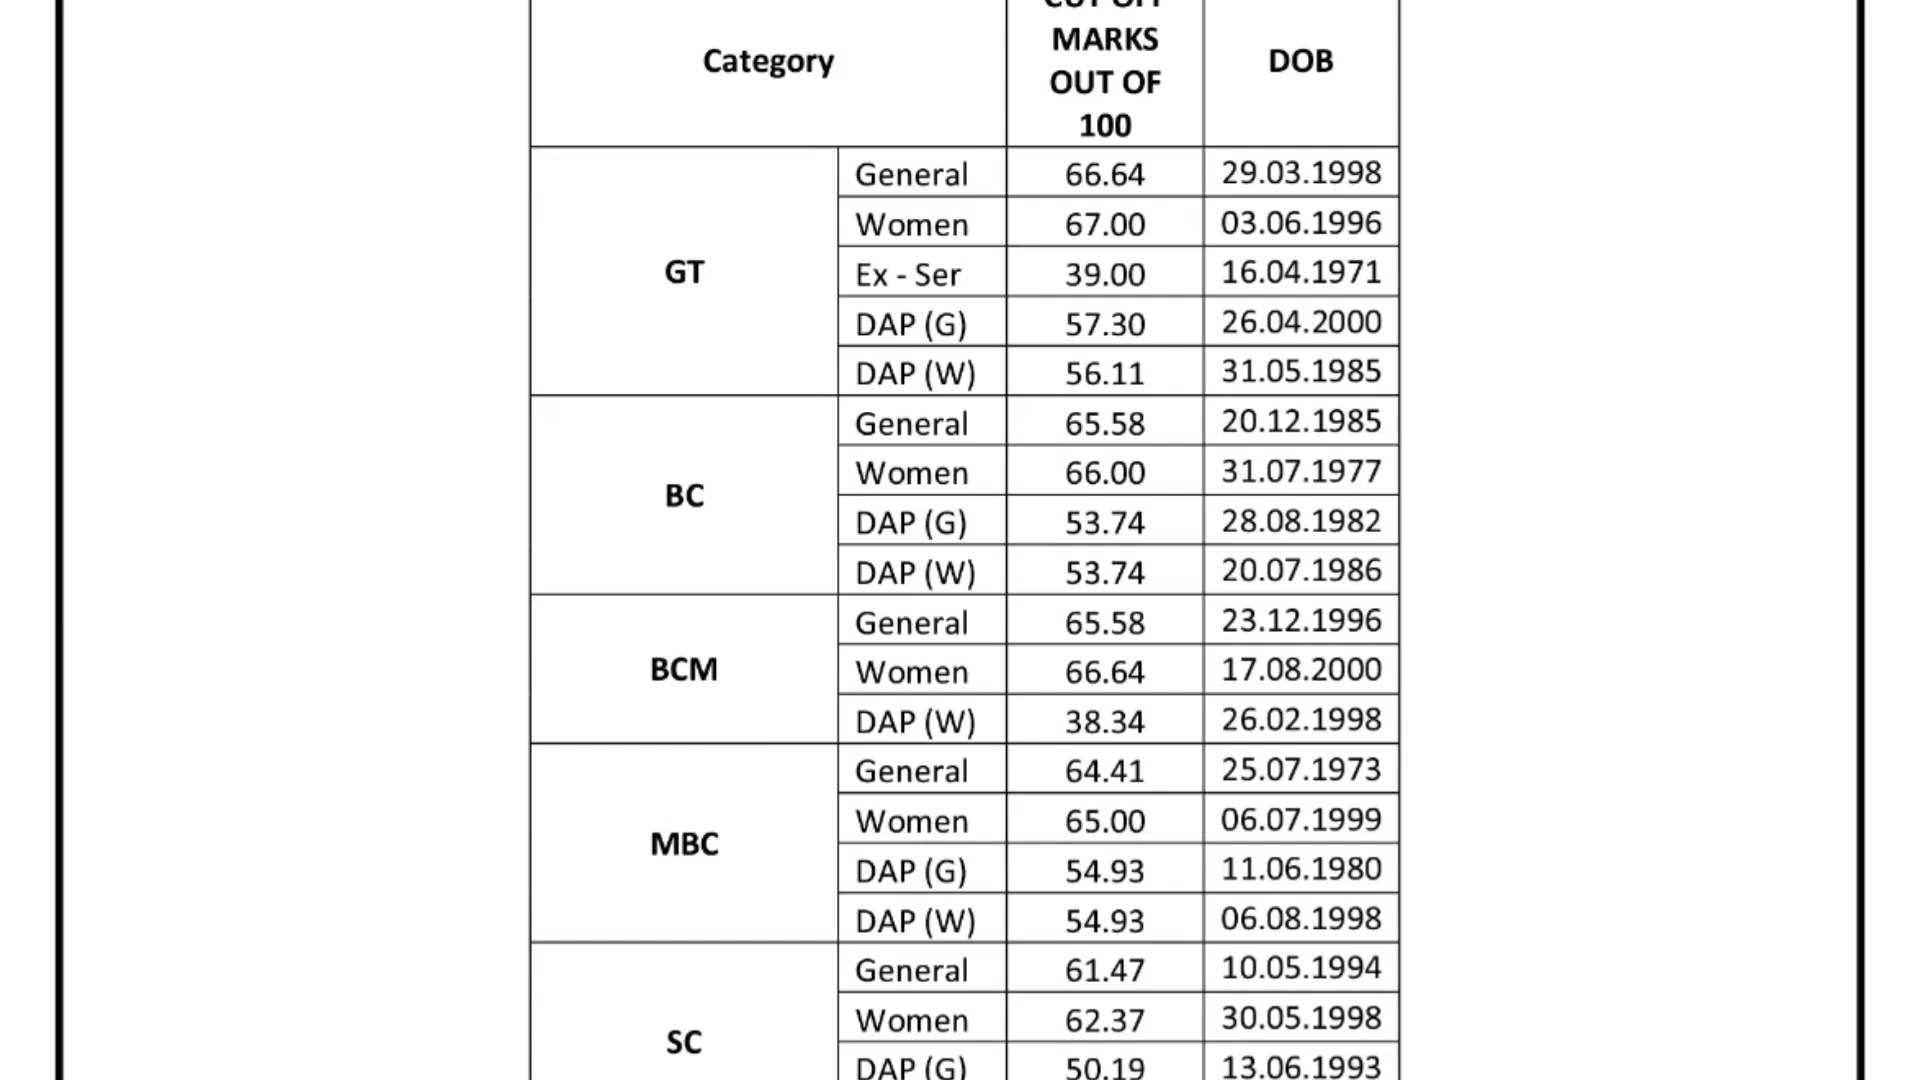 CUT OFF
MARKS
Category DOB
OUT OF
100
GT
General 66.64 29.03.1998
Women 67.00 03.06.1996
Ex - Ser 39.00 16.04.1971
DAP (G) 57.30 26.04.2000
DAP (W) 56.11 31.05.1985
BC
General 65.58 20.12.1985
Women 66.00 31.07.1977
DAP (G) 53.74 28.08.1982
DAP (W) 53.74 20.07.1986
BCM
General 65.58 23.12.1996
Women 66.64 17.08.2000
DAP (W) 38.34 26.02.1998
MBC
General 64.41 25.07.1973
Women 65.00 06.07.1999
DAP (G) 54.93 11.06.1980
DAP (W) 54.93 06.08.1998
SC
General 61.47 10.05.1994
Women 62.37 30.05.1998
DAP (G) 50.19 13.06.1993